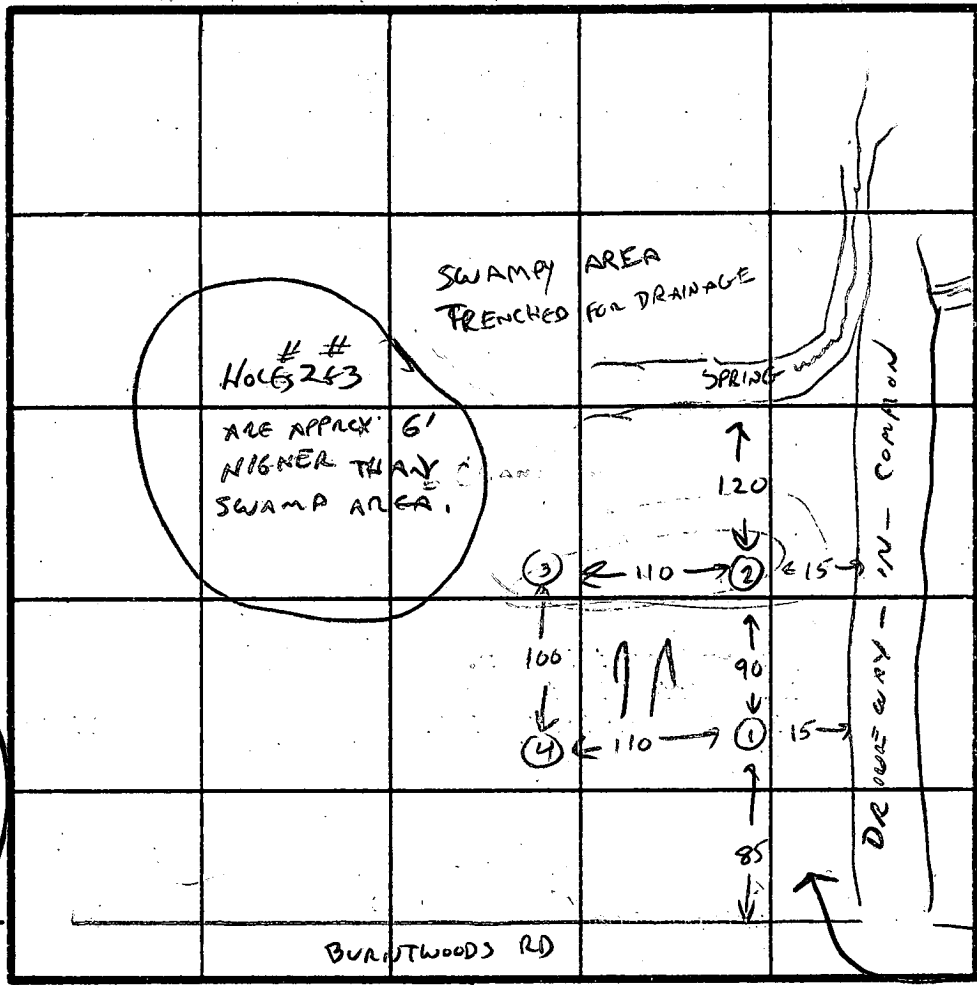 SWAMPY AREA
TRENCHED FOR DRAINAGE
SPRING
HOLES #2&#3
ARE APPROX 6'
HIGHER THAN
SWAMP AREA.
120
3 110 2 15
100 90
4 110 1 15
85
DRIVEWAY - IN - COMMON
BURNTWOODS RD